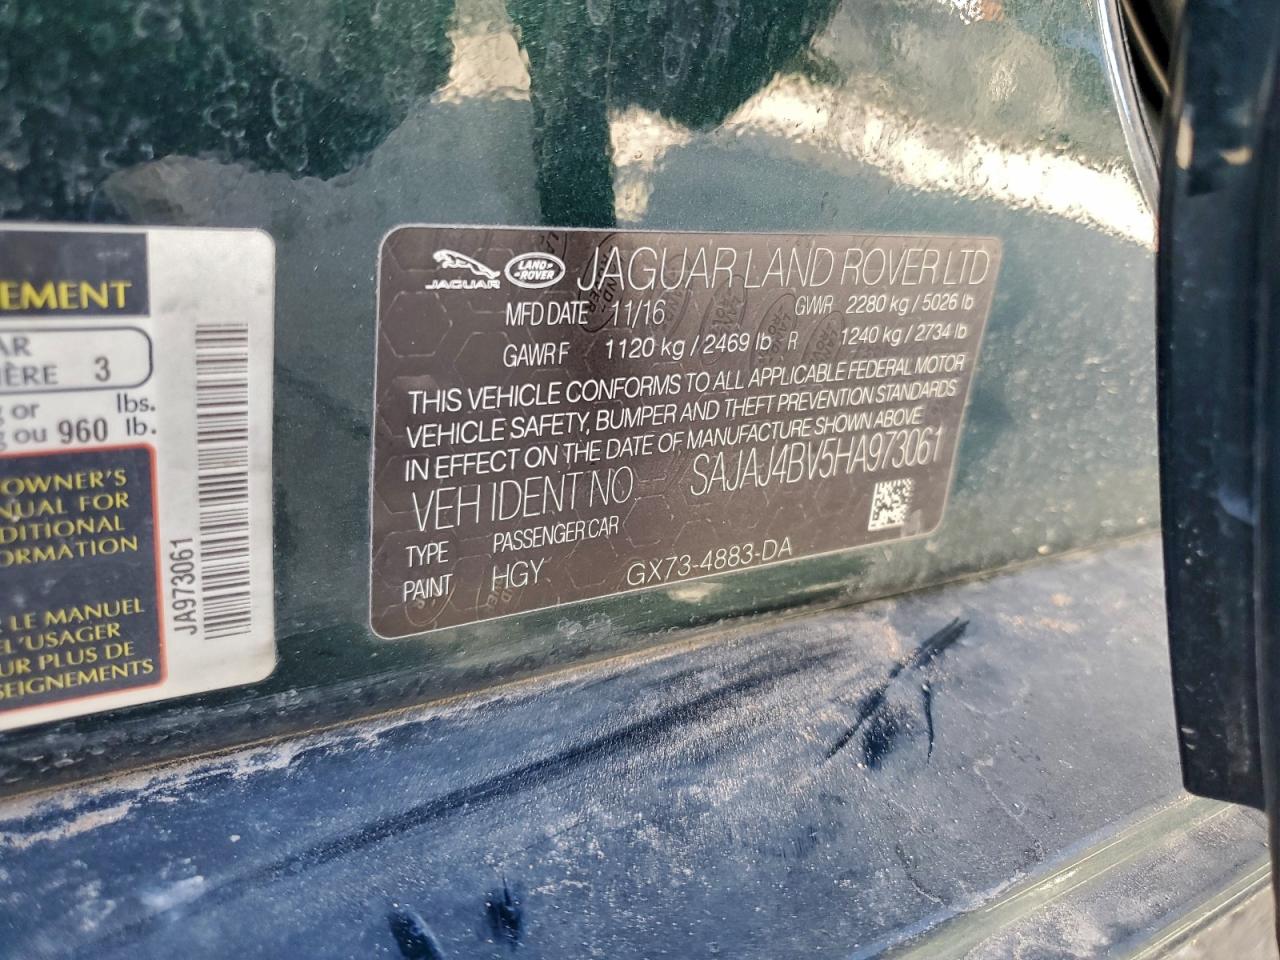 EMENT
AR
IÈRE 3
or lbs.
ou 960 lb.
OWNER'S
NUAL FOR
DITIONAL
ORMATION
LE MANUEL
L'USAGER
UR PLUS DE
SEIGNEMENTS
JA973061
JAGUAR
LAND ROVER
JAGUAR LAND ROVER LTD
MFD DATE 11/16 GWR 2280 kg / 5026 lb
GAWR F 1120 kg / 2469 lb R 1240 kg / 2734 lb
THIS VEHICLE CONFORMS TO ALL APPLICABLE FEDERAL MOTOR
VEHICLE SAFETY, BUMPER AND THEFT PREVENTION STANDARDS
IN EFFECT ON THE DATE OF MANUFACTURE SHOWN ABOVE
VEH IDENT NO SAJAJ4BV5HA973061
TYPE PASSENGER CAR
PAINT HGY GX73-4883-DA